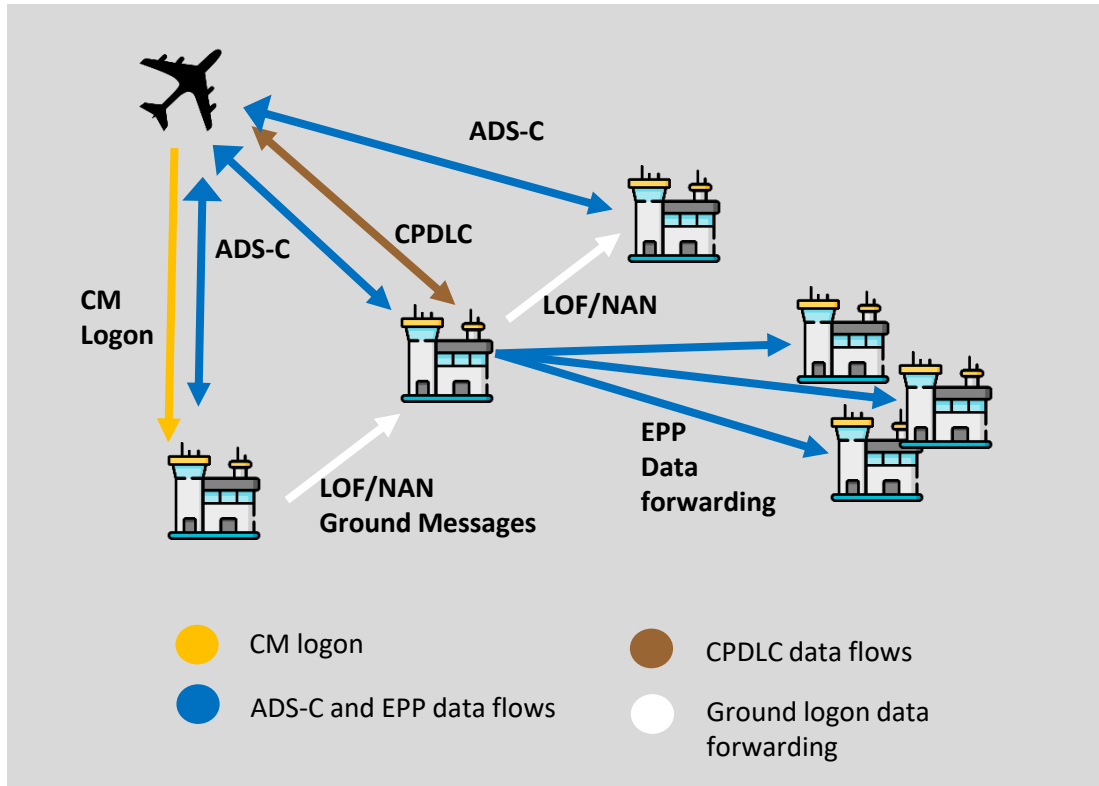 ADS-C
CPDLC
ADS-C
CM
Logon
LOF/NAN
EPP
Data
forwarding
LOF/NAN
Ground Messages
CM logon
CPDLC data flows
ADS-C and EPP data flows
Ground logon data
forwarding